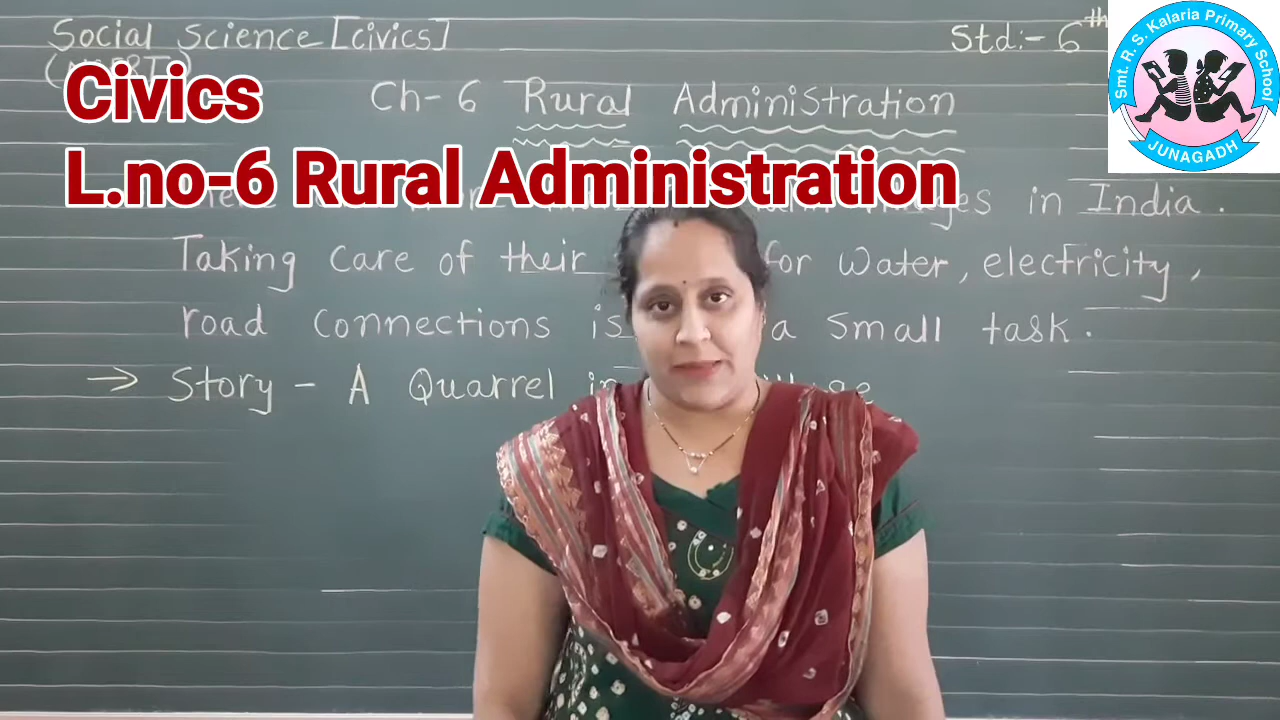 Social Science [civics]
Std:- 6th
Civics
Ch- 6 Rural Administration
L.no-6 Rural Administration
in India.
Taking care of their for water, electricity,
road connections is a small task.
→ Story - A Quarrel in
Smt. R. S. Kalaria Primary School
JUNAGADH